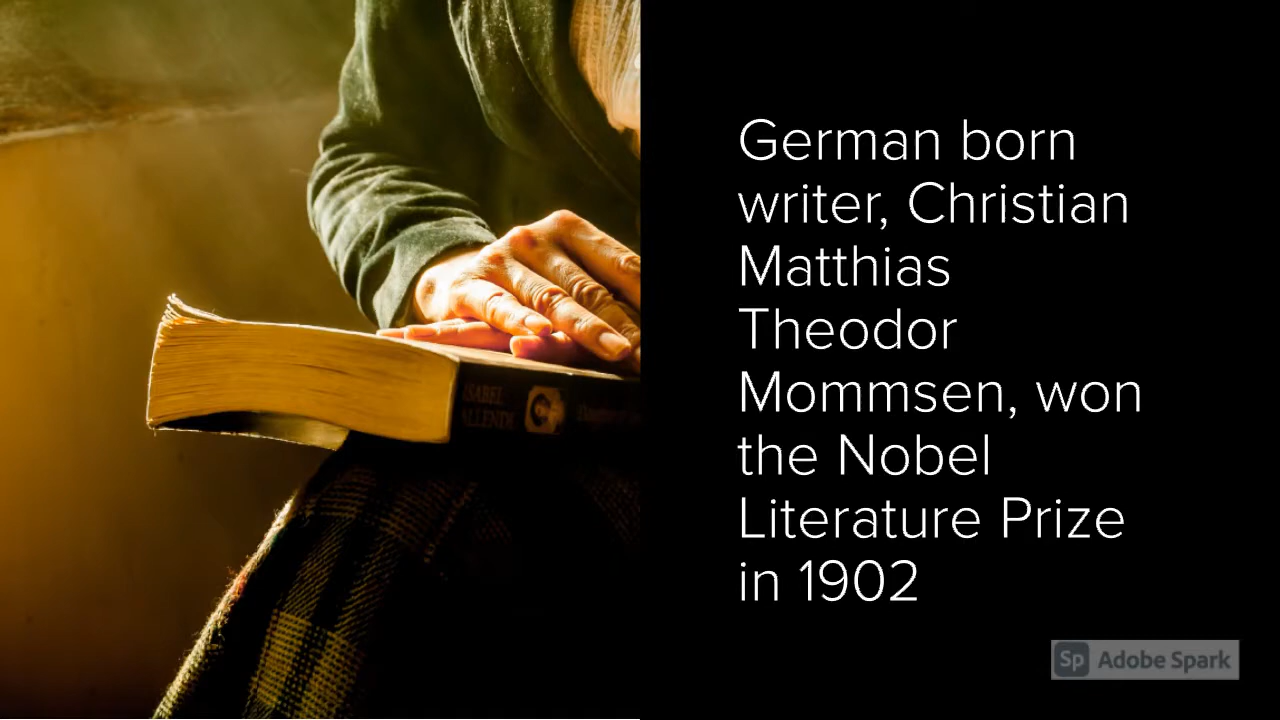 German born
writer, Christian
Matthias
Theodor
Mommsen, won
the Nobel
Literature Prize
in 1902
ISABEL
ALLENDE
Sp Adobe Spark